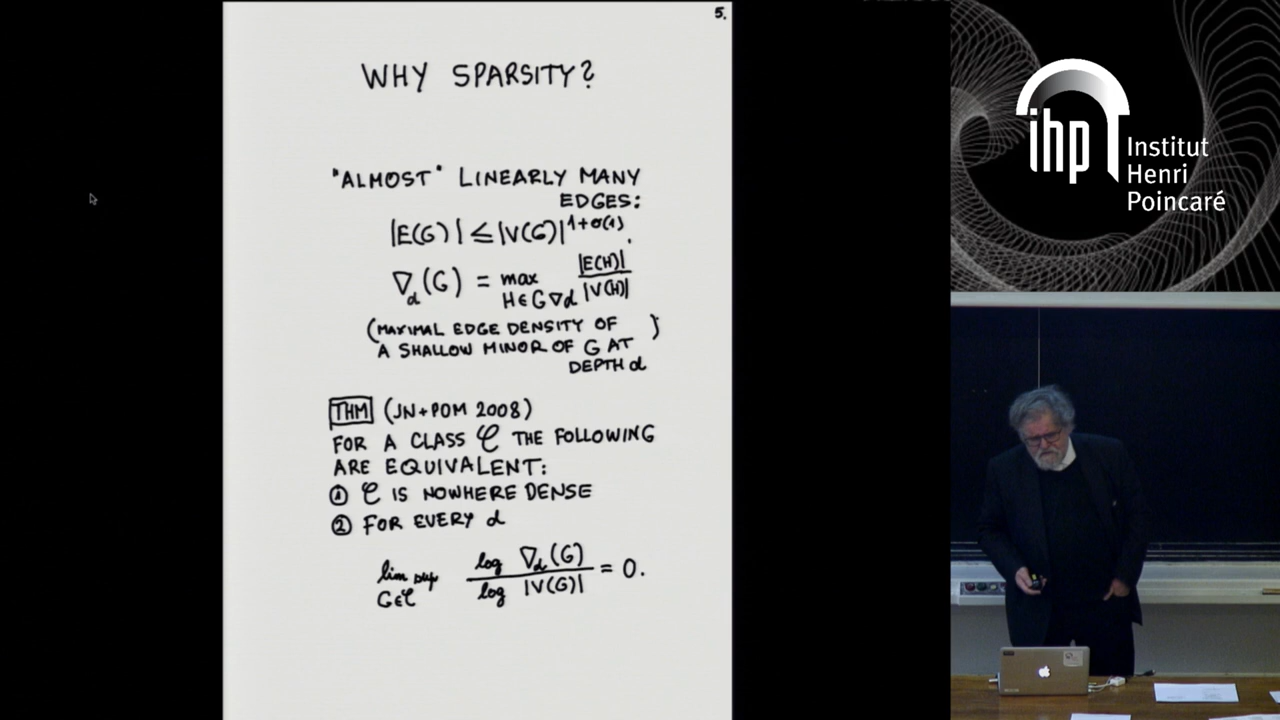 5.
WHY SPARSITY?
"ALMOST" LINEARLY MANY
EDGES:
|E(G)| ≤ |V(G)|^{1+o(1)}.
∇_d(G) = max_{H∈G∇d} |E(H)|/|V(H)|
(MAXIMAL EDGE DENSITY OF
A SHALLOW MINOR OF G AT
DEPTH d)
THM (JN+POM 2008)
FOR A CLASS 𝒞 THE FOLLOWING
ARE EQUIVALENT:
① 𝒞 IS NOWHERE DENSE
② FOR EVERY d
lim sup_{G∈𝒞} log ∇_d(G) / log |V(G)| = 0.
ihp Institut
Henri
Poincaré